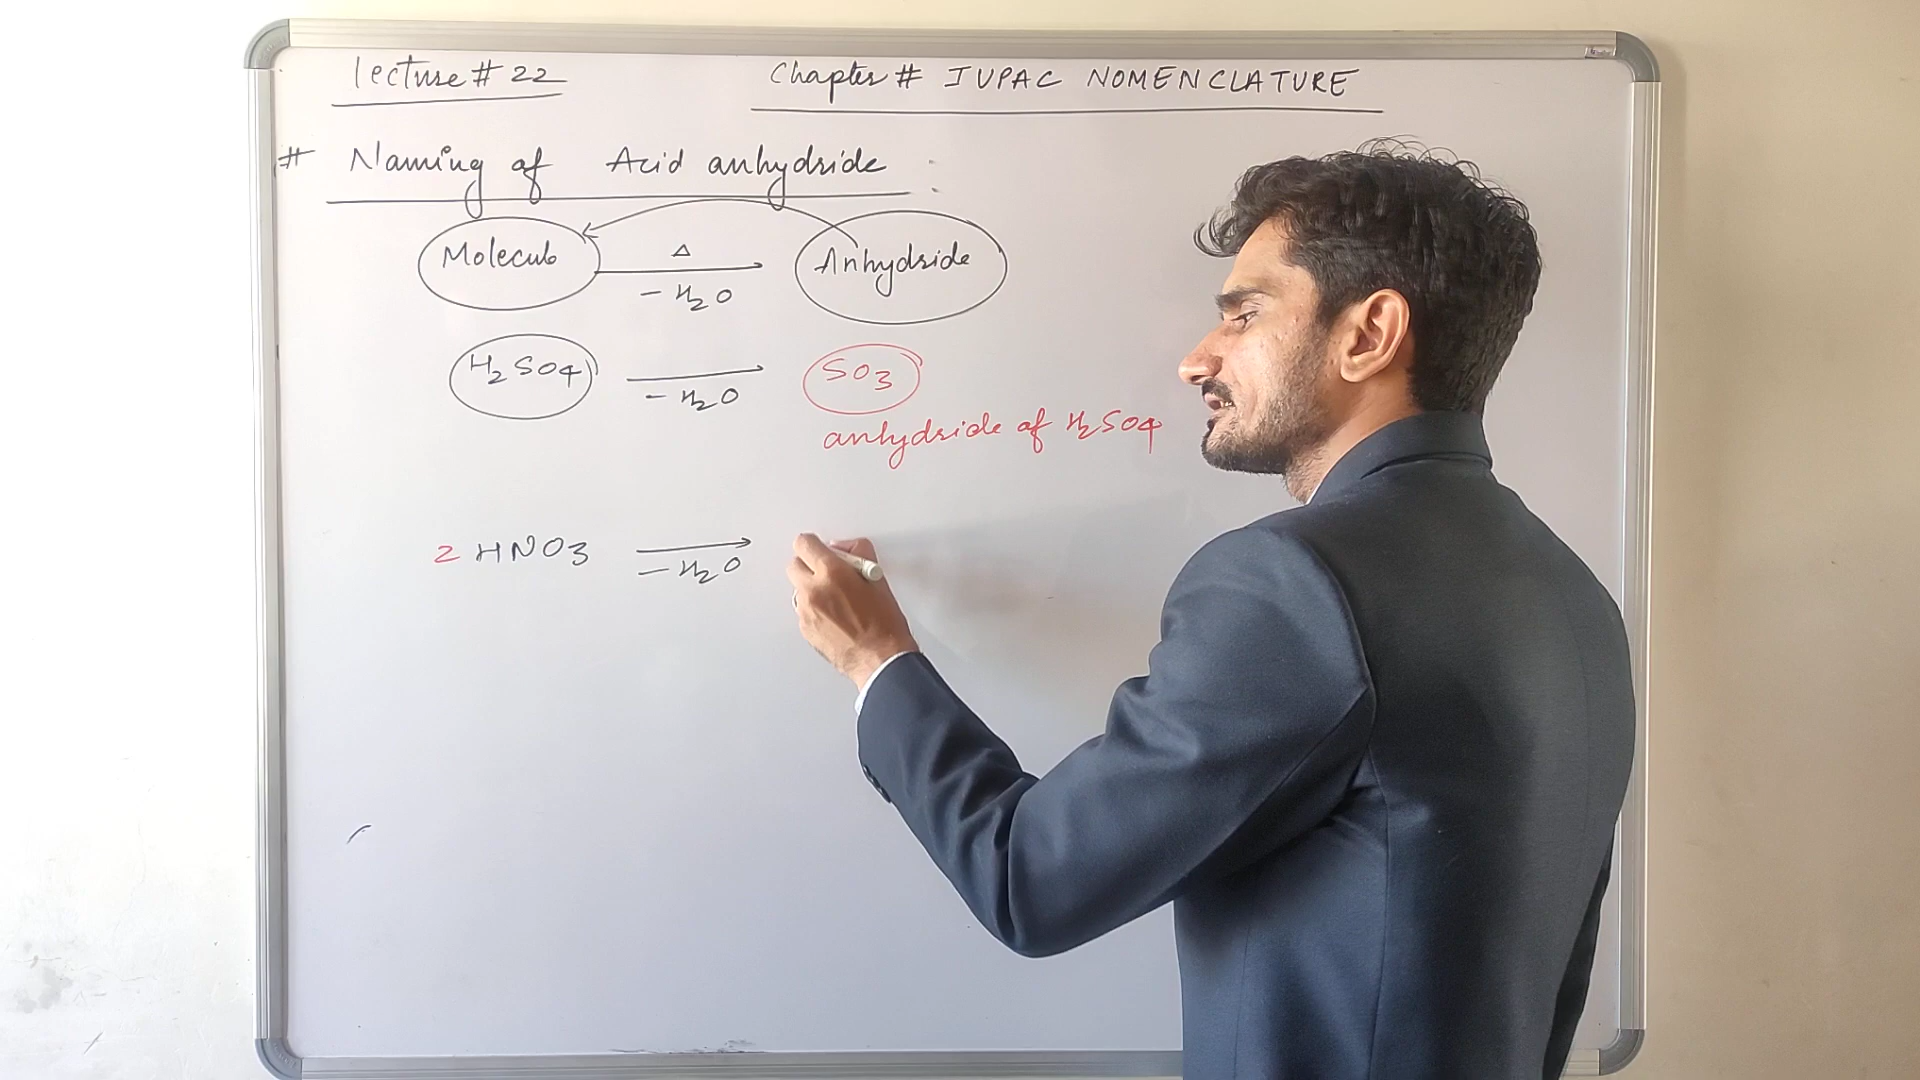 Lecture # 22
Chapter # IUPAC NOMENCLATURE
# Naming of Acid anhydride :
Molecule Δ - H2O Anhydride
H2SO4 - H2O SO3
anhydride of H2SO4
2 HNO3 - H2O